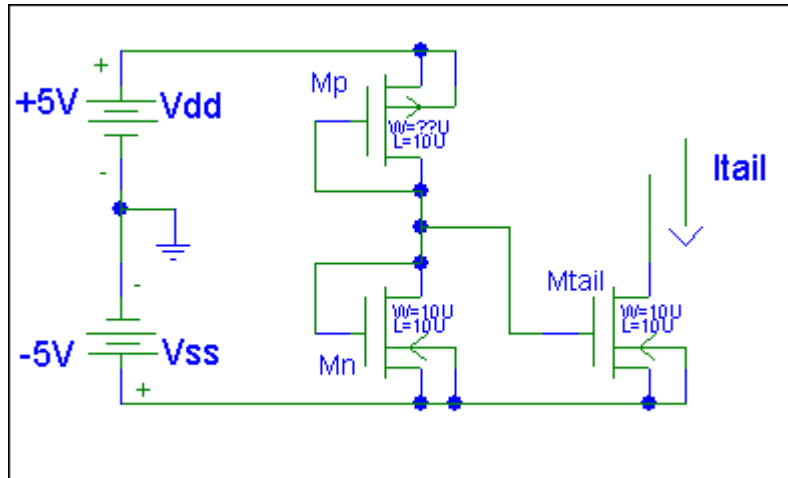 +
+5V
Vdd
-
Mp
W=??U
L=10U
Itail
-
-5V
Vss
+
Mn
W=10U
L=10U
Mtail
W=10U
L=10U